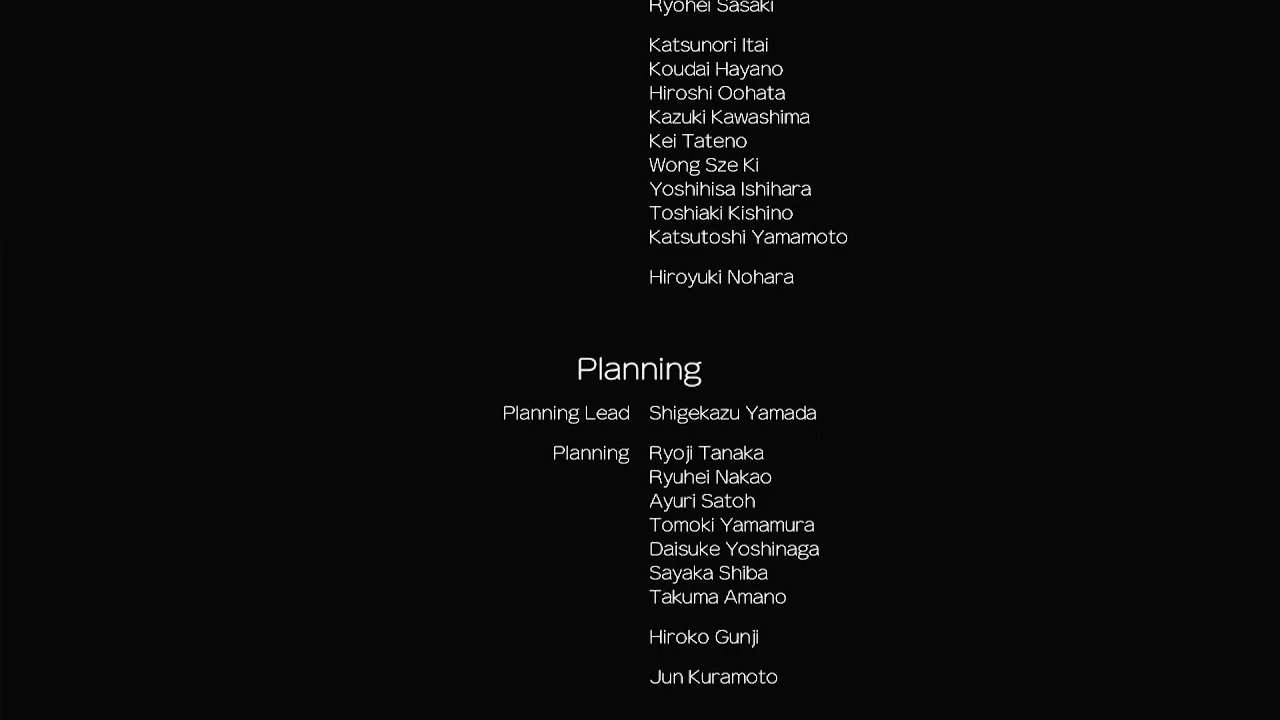 Ryohei Sasaki
Katsunori Itai
Koudai Hayano
Hiroshi Oohata
Kazuki Kawashima
Kei Tateno
Wong Sze Ki
Yoshihisa Ishihara
Toshiaki Kishino
Katsutoshi Yamamoto
Hiroyuki Nohara
Planning
Planning Lead Shigekazu Yamada
Planning Ryoji Tanaka
Ryuhei Nakao
Ayuri Satoh
Tomoki Yamamura
Daisuke Yoshinaga
Sayaka Shiba
Takuma Amano
Hiroko Gunji
Jun Kuramoto